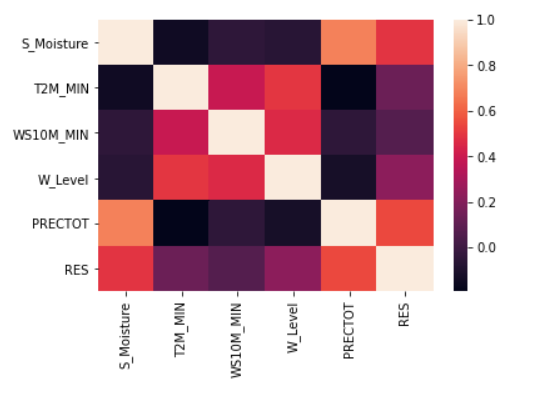 S_Moisture
T2M_MIN
WS10M_MIN
W_Level
PRECTOT
RES
S_Moisture
T2M_MIN
WS10M_MIN
W_Level
PRECTOT
RES
1.0
0.8
0.6
0.4
0.2
0.0